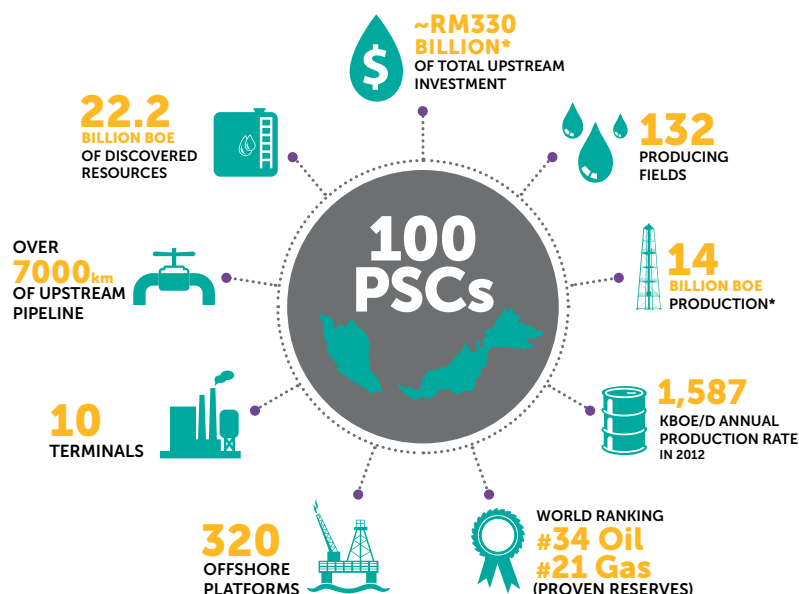 ~RM330
BILLION*
OF TOTAL UPSTREAM
INVESTMENT
$
22.2
BILLION BOE
OF DISCOVERED
RESOURCES
132
PRODUCING
FIELDS
100
PSCs
OVER
7000km
OF UPSTREAM
PIPELINE
14
BILLION BOE
PRODUCTION*
1,587
KBOE/D ANNUAL
PRODUCTION RATE
IN 2012
10
TERMINALS
320
OFFSHORE
PLATFORMS
WORLD RANKING
#34 Oil
#21 Gas
(PROVEN RESERVES)